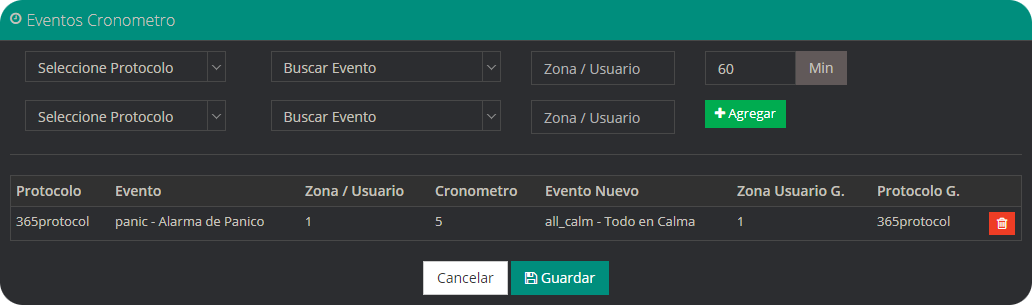 Eventos Cronometro
Seleccione Protocolo Buscar Evento Zona / Usuario 60 Min
Seleccione Protocolo Buscar Evento Zona / Usuario Agregar
Protocolo Evento Zona / Usuario Cronometro Evento Nuevo Zona Usuario G. Protocolo G.
365protocol panic - Alarma de Panico 1 5 all_calm - Todo en Calma 1 365protocol
Cancelar Guardar